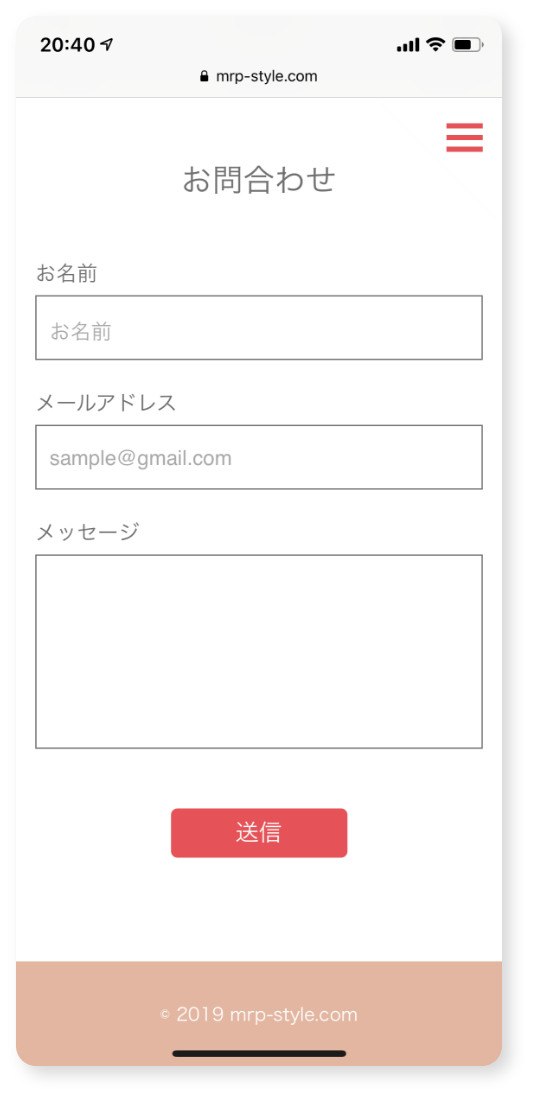 20:40
mrp-style.com
お問合わせ
お名前
お名前
メールアドレス
sample@gmail.com
メッセージ
送信
© 2019 mrp-style.com